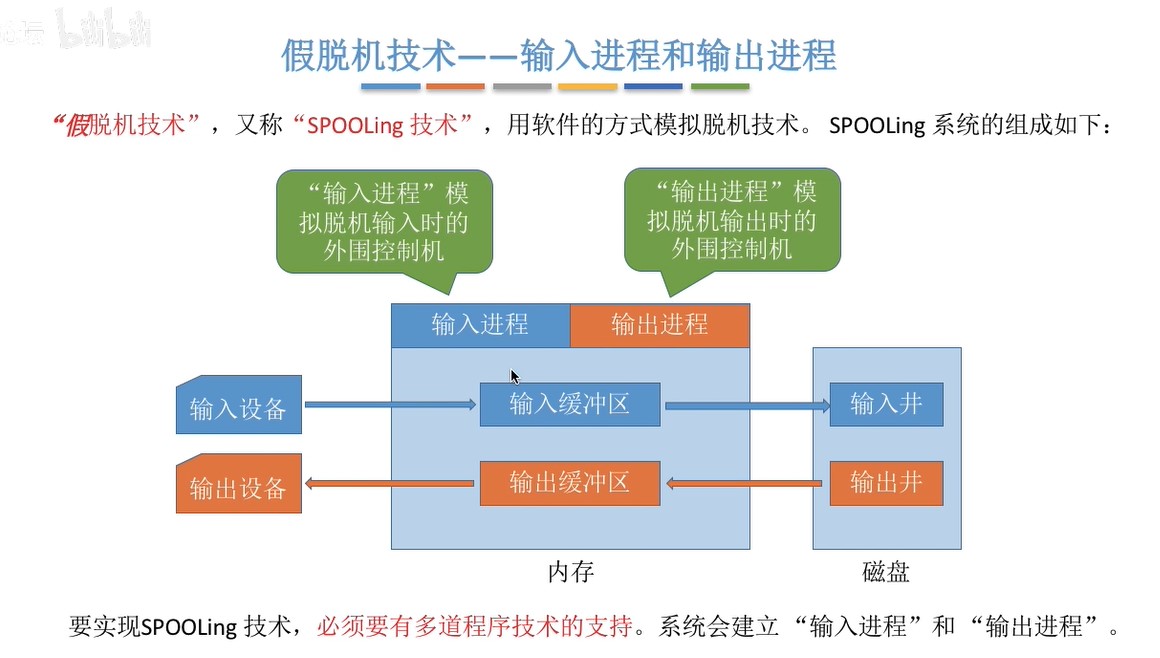 bilibili
假脱机技术——输入进程和输出进程
“假脱机技术”，又称“SPOOLing 技术”，用软件的方式模拟脱机技术。 SPOOLing 系统的组成如下：
“输入进程”模
拟脱机输入时的
外围控制机
“输出进程”模
拟脱机输出时的
外围控制机
输入进程
输出进程
输入设备
输入缓冲区
输入井
输出设备
输出缓冲区
输出井
内存
磁盘
要实现SPOOLing 技术，必须要有多道程序技术的支持。系统会建立 “输入进程”和 “输出进程”。